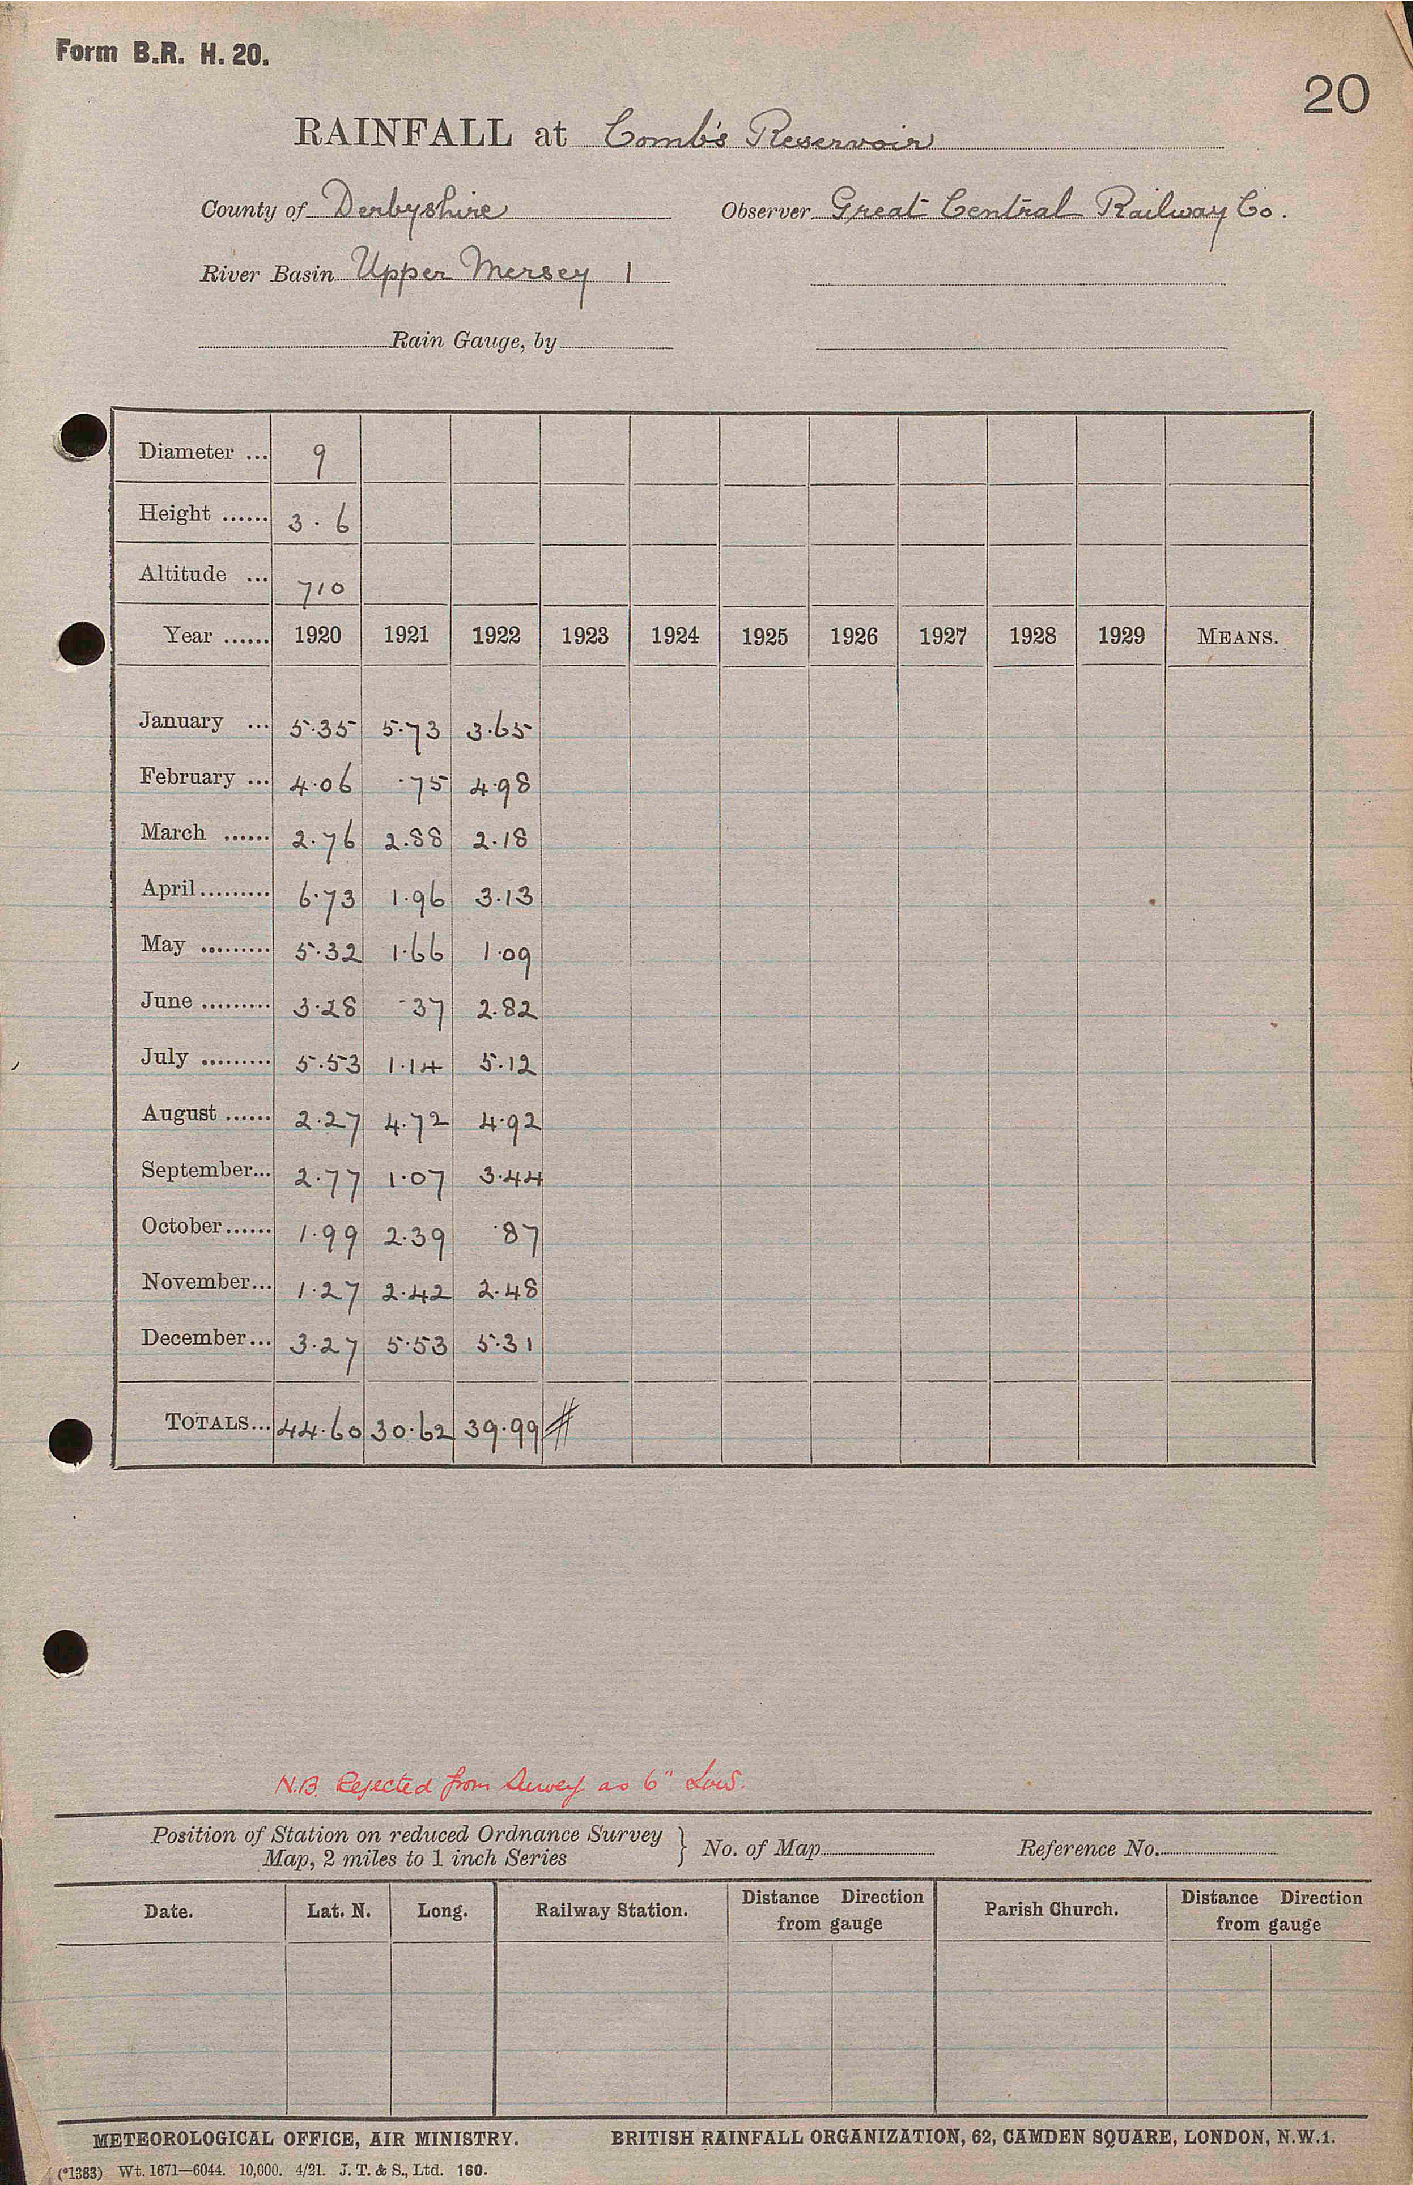 Form B.R. H. 20.
20
RAINFALL at Comb's Reservoir
County of Derbyshire Observer Great Central Railway Co.
River Basin Upper Mersey 1
Rain Gauge, by
Diameter ... 9
Height ...... 3.6
Altitude ... 710
Year ...... 1920 1921 1922 1923 1924 1925 1926 1927 1928 1929 MEANS.
January ... 5.35 5.73 3.65
February ... 4.06 .75 4.98
March ...... 2.76 2.88 2.18
April ......... 6.73 1.96 3.13
May ......... 5.32 1.66 1.09
June ......... 3.28 .37 2.82
July ......... 5.53 1.14 5.12
August ...... 2.27 4.72 4.92
September... 2.77 1.07 3.44
October ...... 1.99 2.39 .87
November... 1.27 2.42 2.48
December... 3.27 5.53 5.31
TOTALS... 44.60 30.62 39.99 #
N.B. Rejected from Survey as 6" Low.
Position of Station on reduced Ordnance Survey
Map, 2 miles to 1 inch Series } No. of Map Reference No.
Date. Lat. N. Long. Railway Station. Distance Direction from gauge Parish Church. Distance Direction from gauge
METEOROLOGICAL OFFICE, AIR MINISTRY. BRITISH RAINFALL ORGANIZATION, 62, CAMDEN SQUARE, LONDON, N.W.1.
(*1383) Wt. 1671—6044. 10,000. 4/21. J. T. & S., Ltd. 160.